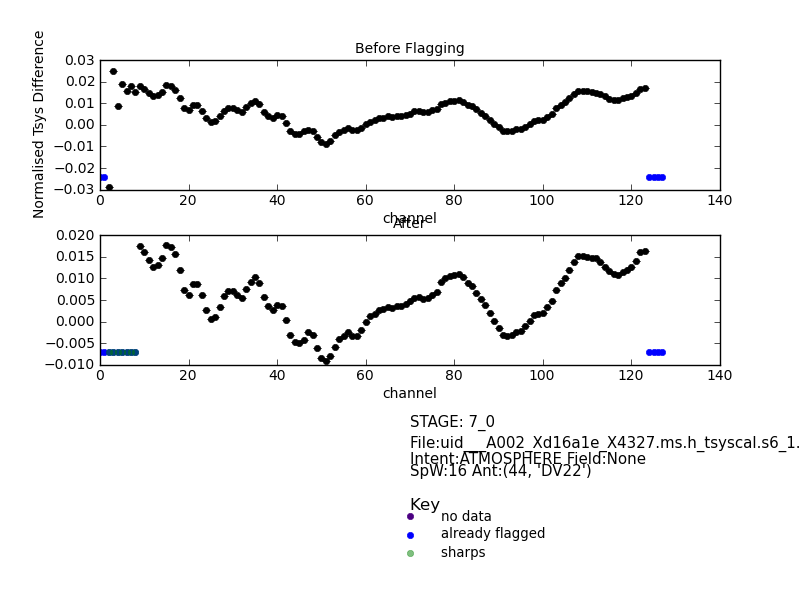 Before Flagging
Normalised Tsys Difference
0.03
0.02
0.01
0.00
−0.01
−0.02
−0.03
0 20 40 60 80 100 120 140
channel
After
0.020
0.015
0.010
0.005
0.000
−0.005
−0.010
0 20 40 60 80 100 120 140
channel
STAGE: 7_0
File:uid___A002_Xd16a1e_X4327.ms.h_tsyscal.s6_1.
Intent:ATMOSPHERE Field:None
SpW:16 Ant:(44, 'DV22')
Key
no data
already flagged
sharps